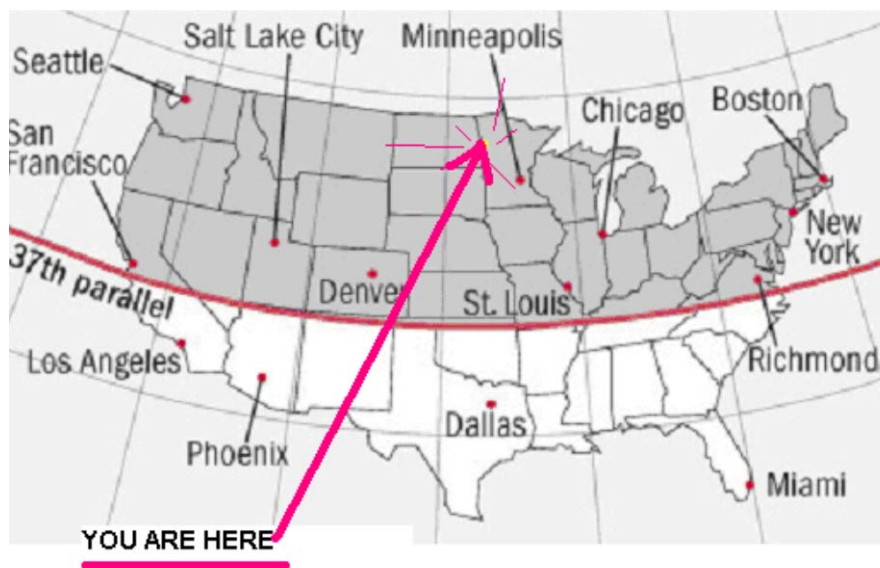 Salt Lake City
Minneapolis
Seattle
Chicago
Boston
San
Francisco
New
York
37th parallel
Denver
St. Louis
Los Angeles
Richmond
Dallas
Phoenix
Miami
YOU ARE HERE